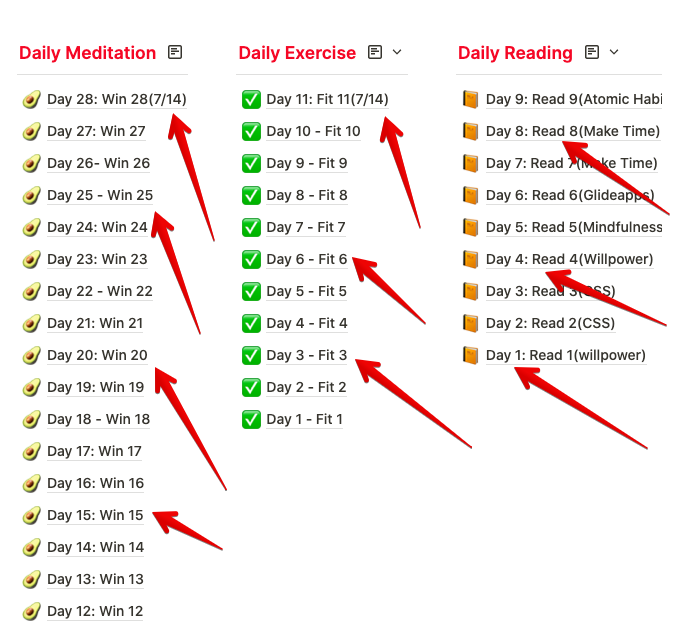 Daily Meditation
Day 28: Win 28(7/14)
Day 27: Win 27
Day 26- Win 26
Day 25 - Win 25
Day 24: Win 24
Day 23: Win 23
Day 22 - Win 22
Day 21: Win 21
Day 20: Win 20
Day 19: Win 19
Day 18 - Win 18
Day 17: Win 17
Day 16: Win 16
Day 15: Win 15
Day 14: Win 14
Day 13: Win 13
Day 12: Win 12
Daily Exercise
Day 11: Fit 11(7/14)
Day 10 - Fit 10
Day 9 - Fit 9
Day 8 - Fit 8
Day 7 - Fit 7
Day 6 - Fit 6
Day 5 - Fit 5
Day 4 - Fit 4
Day 3 - Fit 3
Day 2 - Fit 2
Day 1 - Fit 1
Daily Reading
Day 9: Read 9(Atomic Habi
Day 8: Read 8(Make Time)
Day 7: Read 7(Make Time)
Day 6: Read 6(Glideapps)
Day 5: Read 5(Mindfulness
Day 4: Read 4(Willpower)
Day 3: Read 3(CSS)
Day 2: Read 2(CSS)
Day 1: Read 1(willpower)